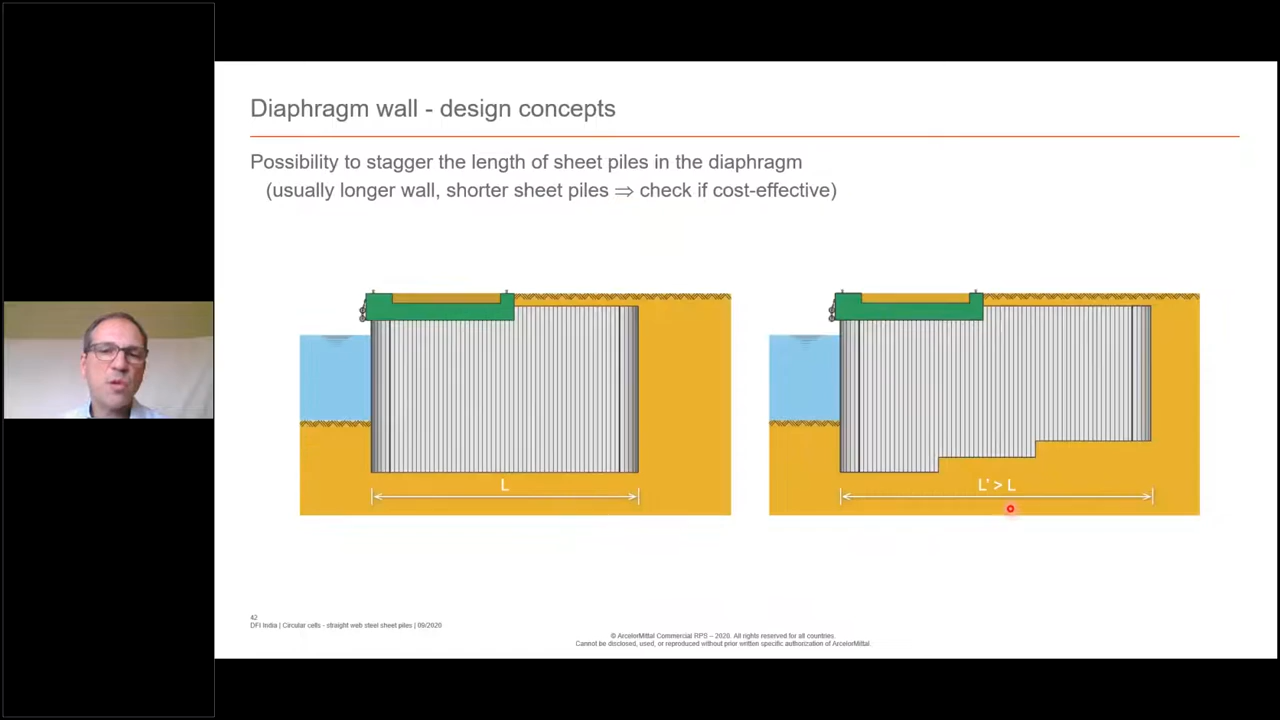 Diaphragm wall - design concepts
Possibility to stagger the length of sheet piles in the diaphragm
(usually longer wall, shorter sheet piles ⇒ check if cost-effective)
L
L' > L
42
DFI India | Circular cells - straight web steel sheet piles | 09/2020
© ArcelorMittal Commercial RPS – 2020. All rights reserved for all countries.
Cannot be disclosed, used, or reproduced without prior written specific authorization of ArcelorMittal.